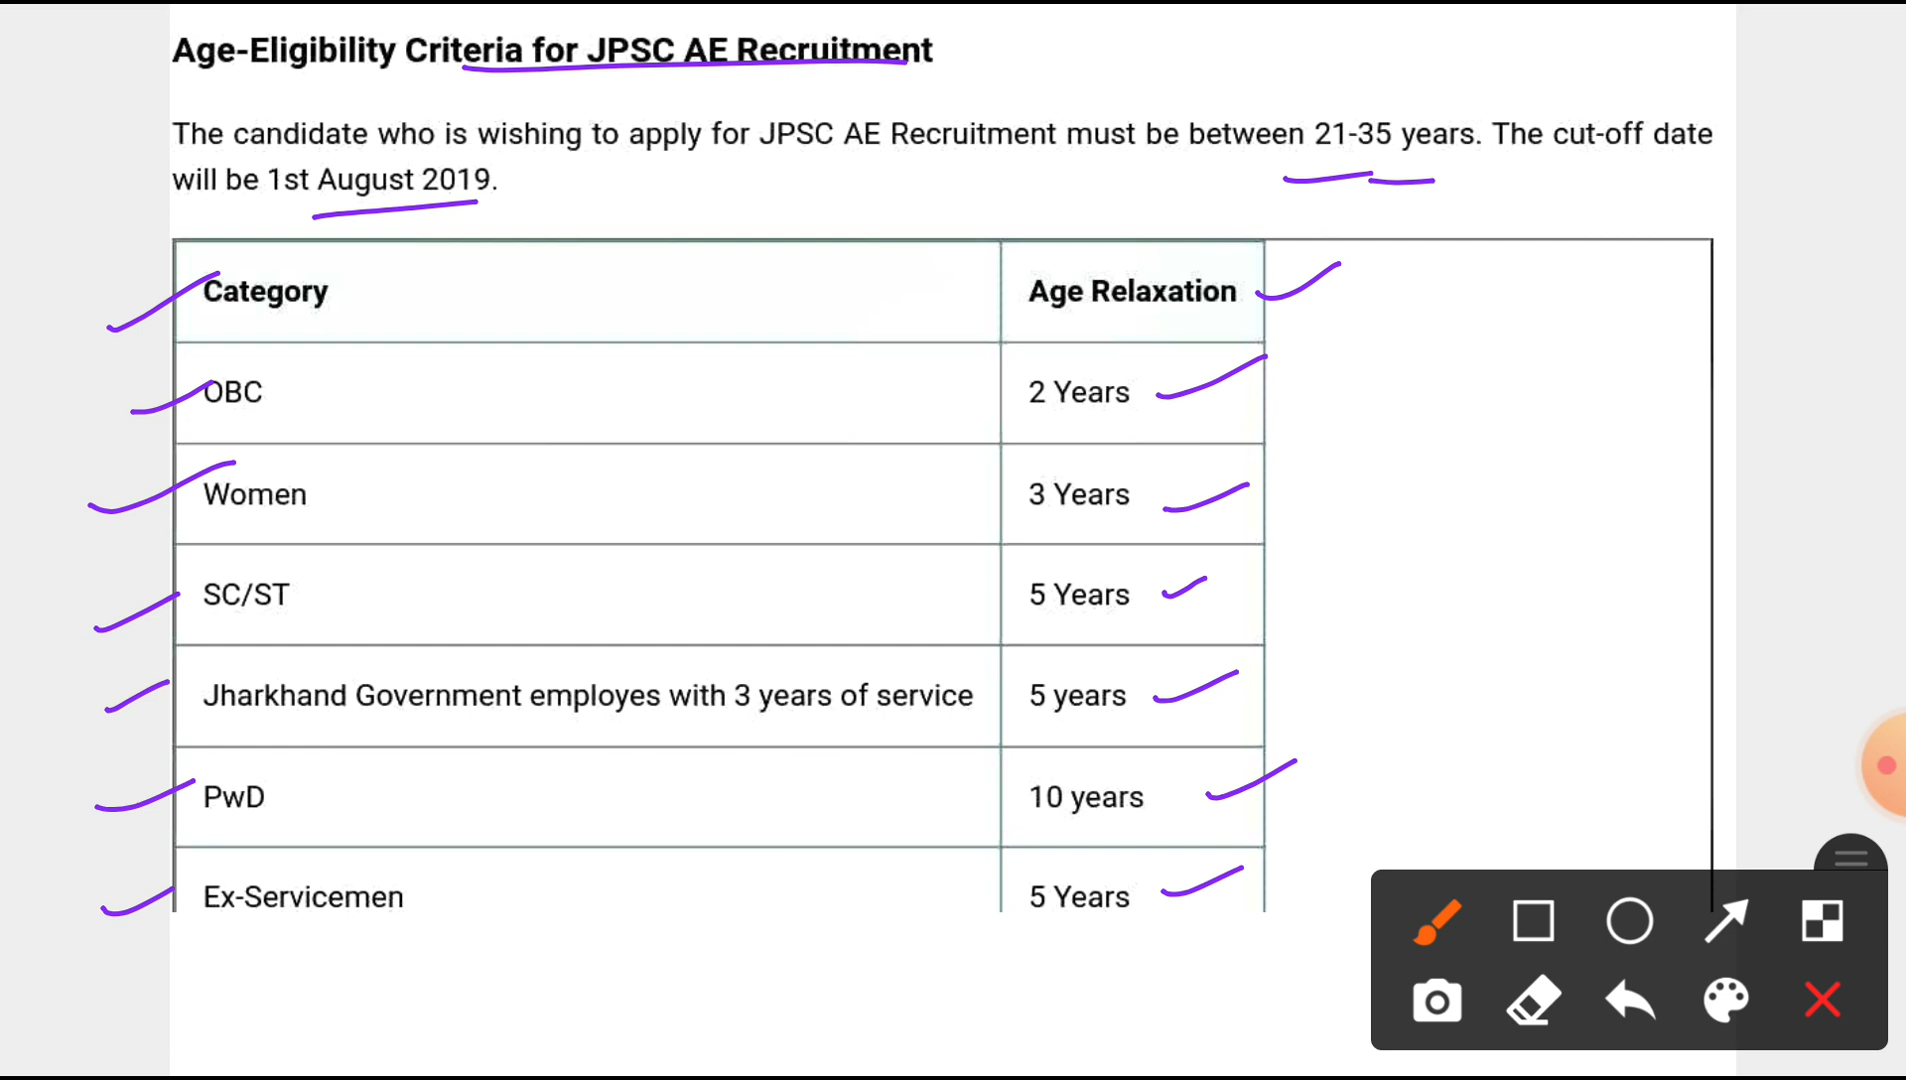 Age-Eligibility Criteria for JPSC AE Recruitment
The candidate who is wishing to apply for JPSC AE Recruitment must be between 21-35 years. The cut-off date
will be 1st August 2019.
Category Age Relaxation
OBC 2 Years
Women 3 Years
SC/ST 5 Years
Jharkhand Government employes with 3 years of service 5 years
PwD 10 years
Ex-Servicemen 5 Years